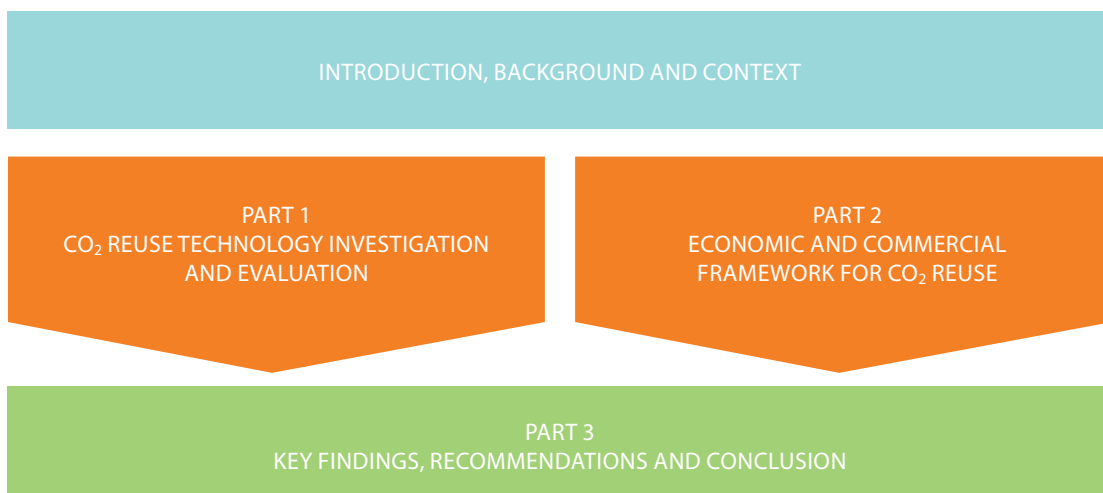 INTRODUCTION, BACKGROUND AND CONTEXT
PART 1
CO₂ REUSE TECHNOLOGY INVESTIGATION
AND EVALUATION
PART 2
ECONOMIC AND COMMERCIAL
FRAMEWORK FOR CO₂ REUSE
PART 3
KEY FINDINGS, RECOMMENDATIONS AND CONCLUSION